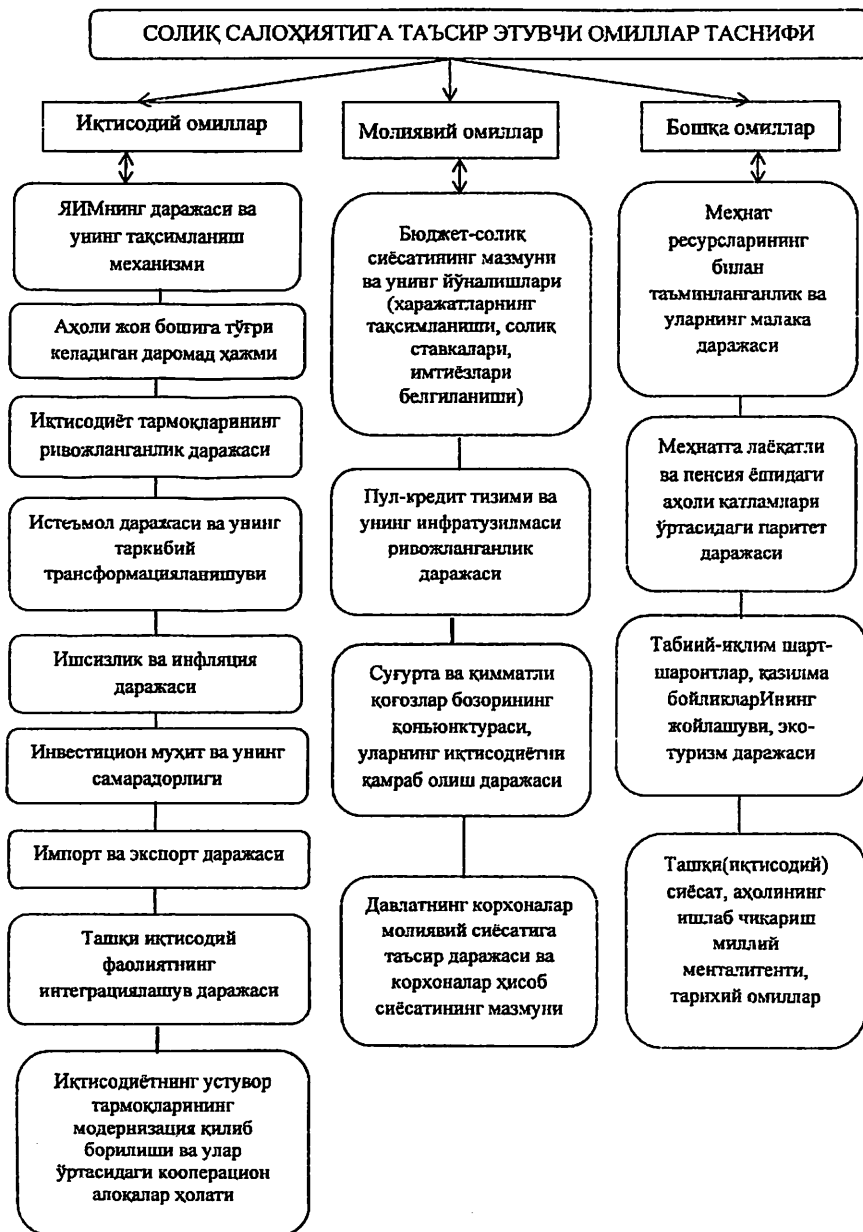 СОЛИҚ САЛОҲИЯТИГА ТАЪСИР ЭТУВЧИ ОМИЛЛАР ТАСНИФИ
Иқтисодий омиллар
ЯИМнинг даражаси ва
унинг тақсимланиш
механизми
Аҳоли жон бошига тўғри
келадиган даромад ҳажми
Иқтисодиёт тармоқларининг
ривожланганлик даражаси
Истеъмол даражаси ва унинг
таркибий
трансформацияланишуви
Ишсизлик ва инфляция
даражаси
Инвестицион муҳит ва унинг
самарадорлиги
Импорт ва экспорт даражаси
Ташқи иқтисодий
фаолиятнинг
интеграциялашув даражаси
Иқтисодиётнинг устувор
тармоқларининг
модернизация қилиб
борилиши ва улар
ўртасидаги кооперацион
алоқалар ҳолати
Молиявий омиллар
Бюджет-солиқ
сиёсатининг мазмуни
ва унинг йўналишлари
(харажатларнинг
тақсимланиши, солиқ
ставкалари,
имтиёзлари
белгиланиши)
Пул-кредит тизими ва
унинг инфратузилмаси
ривожланганлик
даражаси
Суғурта ва қимматли
қоғозлар бозорининг
қоньюнктураси,
уларнинг иқтисодиётни
қамраб олиш даражаси
Давлатнинг корхоналар
молиявий сиёсатига
таъсир даражаси ва
корхоналар ҳисоб
сиёсатининг мазмуни
Бошқа омиллар
Меҳнат
ресурсларининг
билан
таъминланганлик ва
уларнинг малака
даражаси
Меҳнатга лаёқатли
ва пенсия ёшидаги
аҳоли қатламлари
ўртасидаги паритет
даражаси
Табиий-иқлим шарт-
шароитлар, қазилма
бойликларИнинг
жойлашуви, эко-
туризм даражаси
Ташқи(иқтисодий)
сиёсат, аҳолининг
ишлаб чиқариш
миллий
менталитенти,
тарихий омиллар